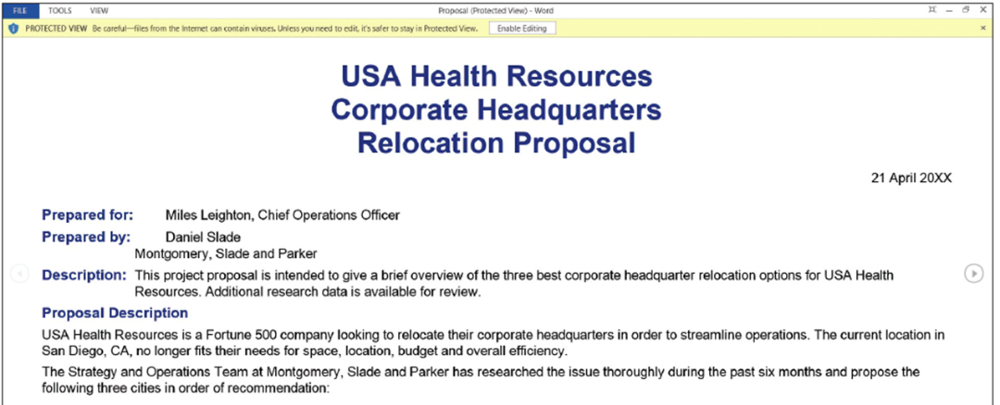 FILE TOOLS VIEW Proposal (Protected View) - Word
PROTECTED VIEW Be careful—files from the Internet can contain viruses. Unless you need to edit, it's safer to stay in Protected View. Enable Editing
USA Health Resources
Corporate Headquarters
Relocation Proposal
21 April 20XX
Prepared for: Miles Leighton, Chief Operations Officer
Prepared by: Daniel Slade
Montgomery, Slade and Parker
Description: This project proposal is intended to give a brief overview of the three best corporate headquarter relocation options for USA Health
Resources. Additional research data is available for review.
Proposal Description
USA Health Resources is a Fortune 500 company looking to relocate their corporate headquarters in order to streamline operations. The current location in
San Diego, CA, no longer fits their needs for space, location, budget and overall efficiency.
The Strategy and Operations Team at Montgomery, Slade and Parker has researched the issue thoroughly during the past six months and propose the
following three cities in order of recommendation: